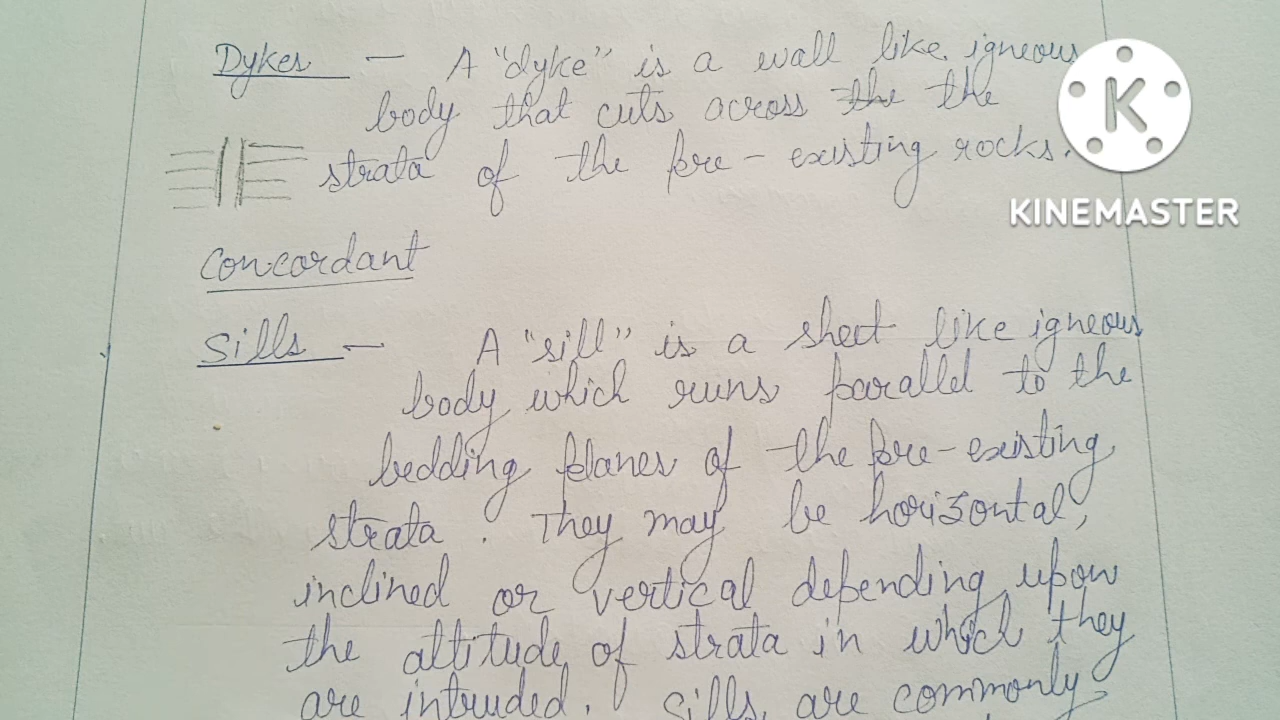 Dykes — A "dyke" is a wall like igneous
body that cuts across the the
strata of the pre-existing rocks.
K
KINEMASTER
Concordant
Sills — A "sill" is a sheet like igneous
body which runs parallel to the
bedding planes of the pre-existing
strata. They may be horizontal,
inclined or vertical depending upon
the altitude of strata in which they
are intruded. Sills are commonly